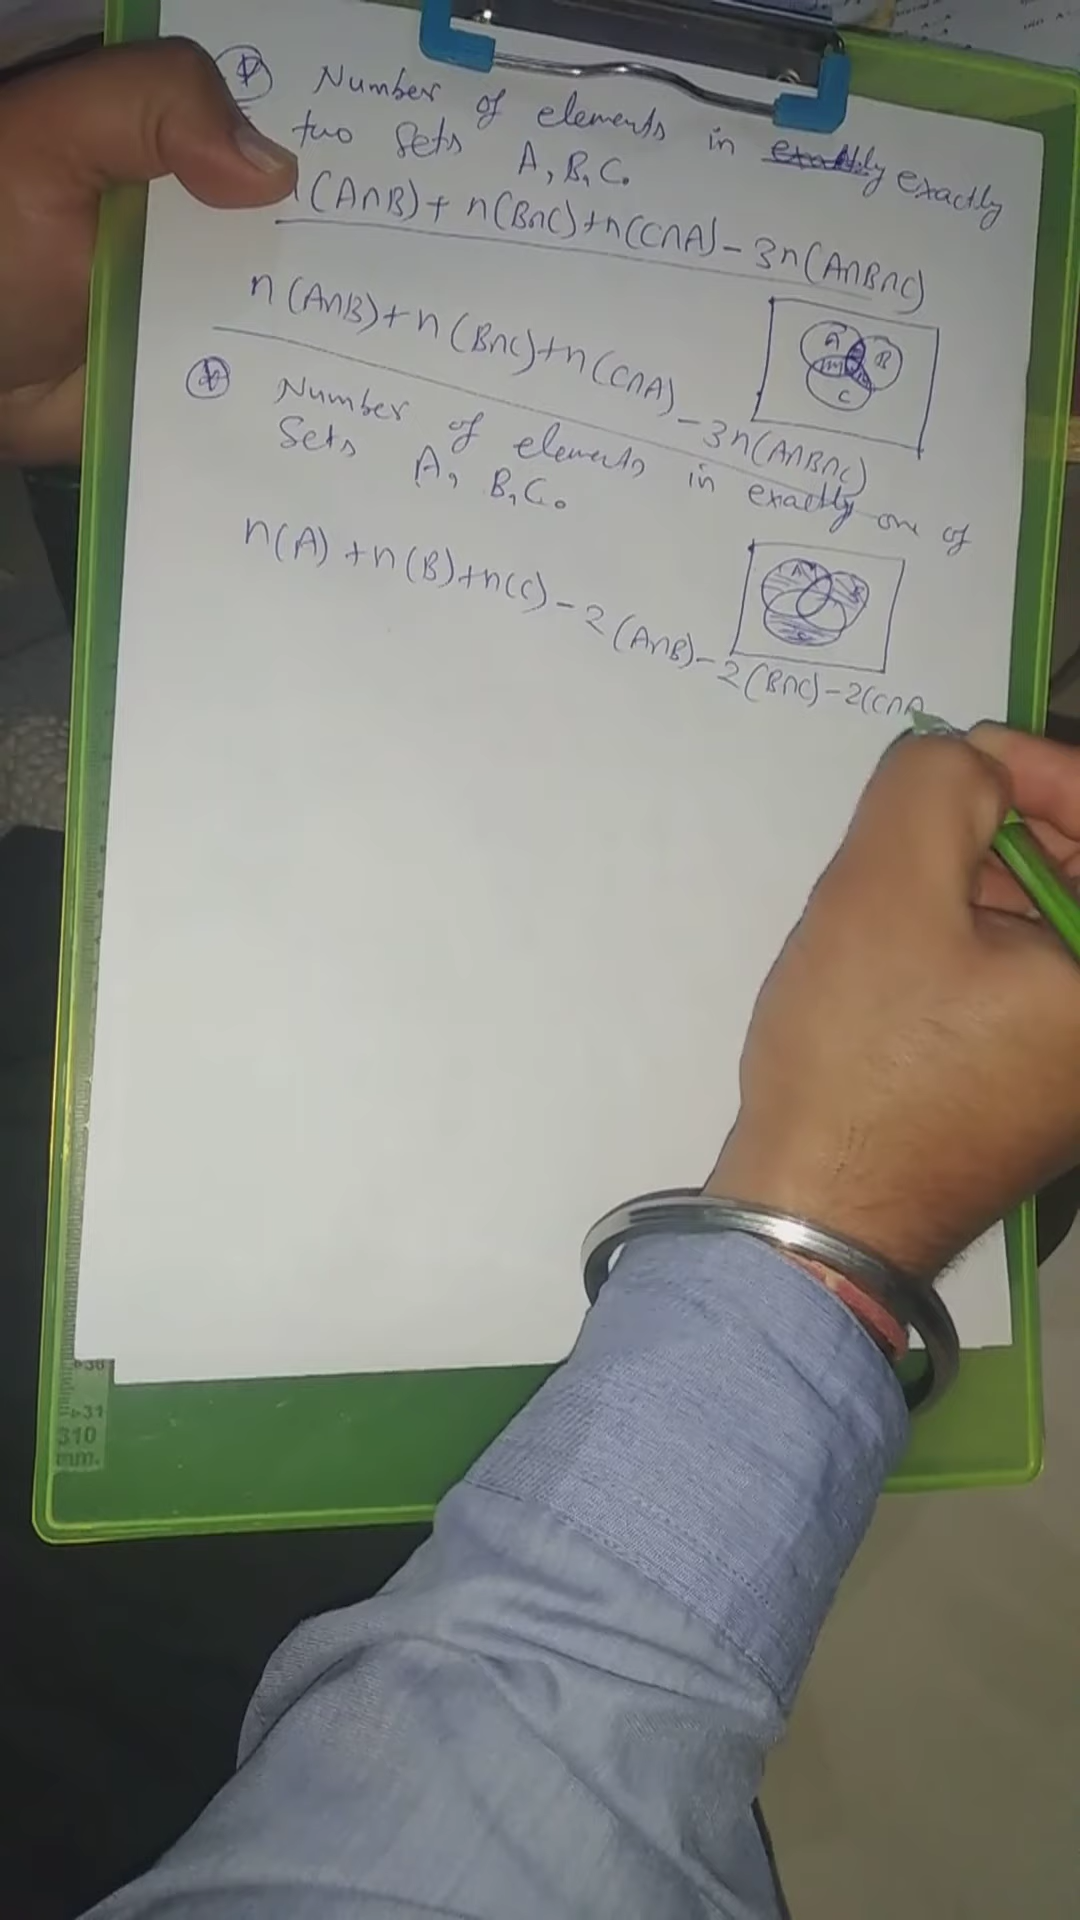 Number of elements in exactly
two Sets A, B, C.
(A∩B) + n(B∩C) + n(C∩A) - 3n(A∩B∩C)
n(A∩B) + n(B∩C) + n(C∩A) - 3n(A∩B∩C)
A
B
C
Number of elements in exactly one of
Sets A, B, C.
n(A) + n(B) + n(C) - 2(A∩B) - 2(B∩C) - 2(C∩A
A
B
C
31
310
mm.